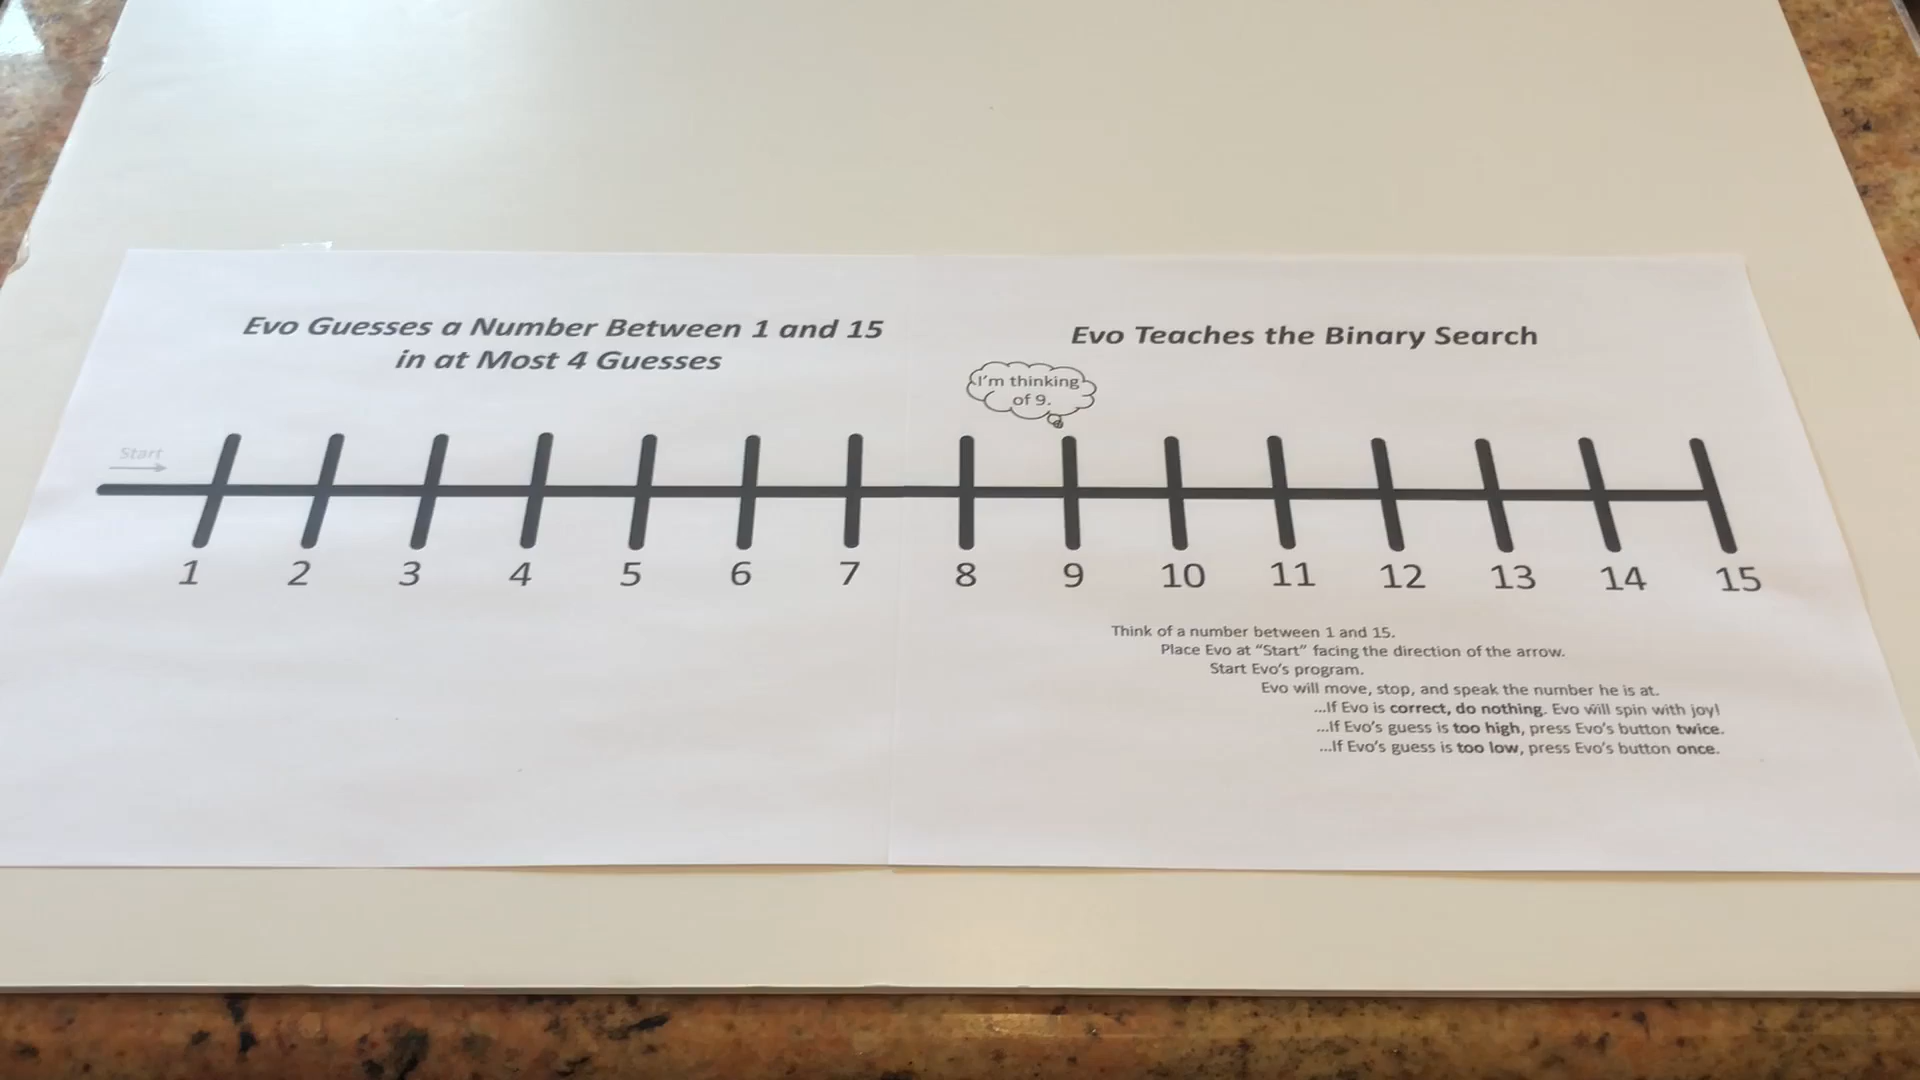 Evo Guesses a Number Between 1 and 15
in at Most 4 Guesses
Evo Teaches the Binary Search
I'm thinking
of 9.
Start
1 2 3 4 5 6 7 8 9 10 11 12 13 14 15
Think of a number between 1 and 15.
Place Evo at “Start” facing the direction of the arrow.
Start Evo's program.
Evo will move, stop, and speak the number he is at.
...If Evo is correct, do nothing. Evo will spin with joy!
...If Evo's guess is too high, press Evo's button twice.
...If Evo's guess is too low, press Evo's button once.